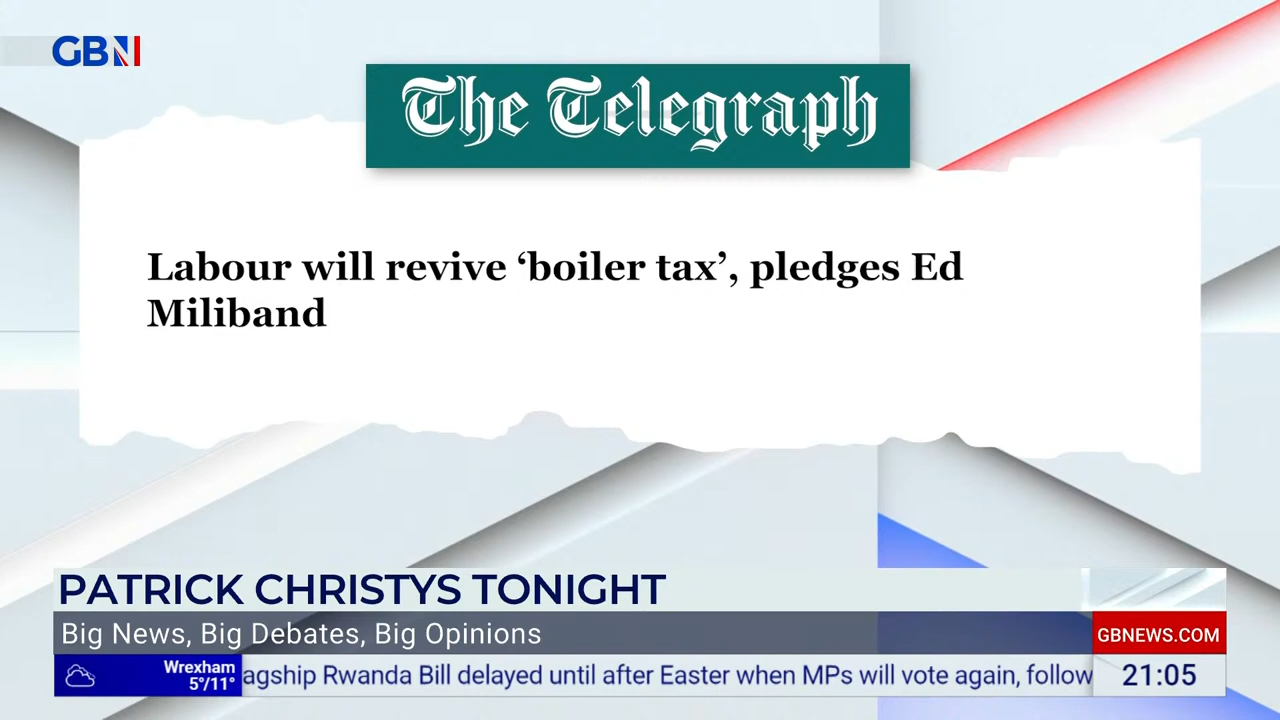 GBN
The Telegraph
Labour will revive ‘boiler tax’, pledges Ed
Miliband
PATRICK CHRISTYS TONIGHT
Big News, Big Debates, Big Opinions
GBNEWS.COM
Wrexham
5°/11°
agship Rwanda Bill delayed until after Easter when MPs will vote again, follow
21:05